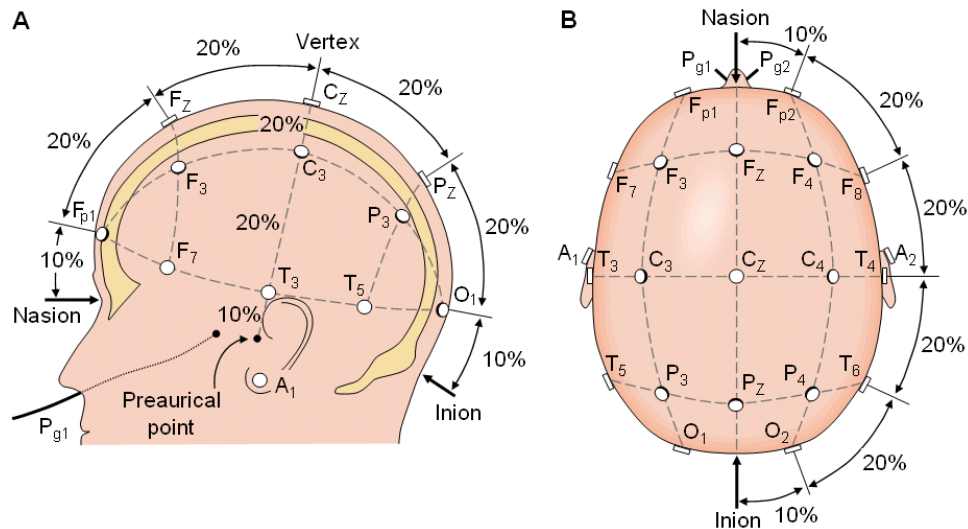 A
20%
Vertex
20%
FZ
CZ
20%
20%
F3
C3
PZ
20%
Fp1
20%
P3
20%
10%
F7
T3
T5
O1
Nasion
10%
10%
A1
Preaurical
point
Inion
Pg1
B
Nasion
10%
Pg1
Pg2
Fp1
Fp2
20%
F7
F3
FZ
F4
F8
20%
A1
T3
C3
CZ
C4
T4
A2
20%
T5
P3
PZ
P4
T6
O1
O2
20%
Inion
10%